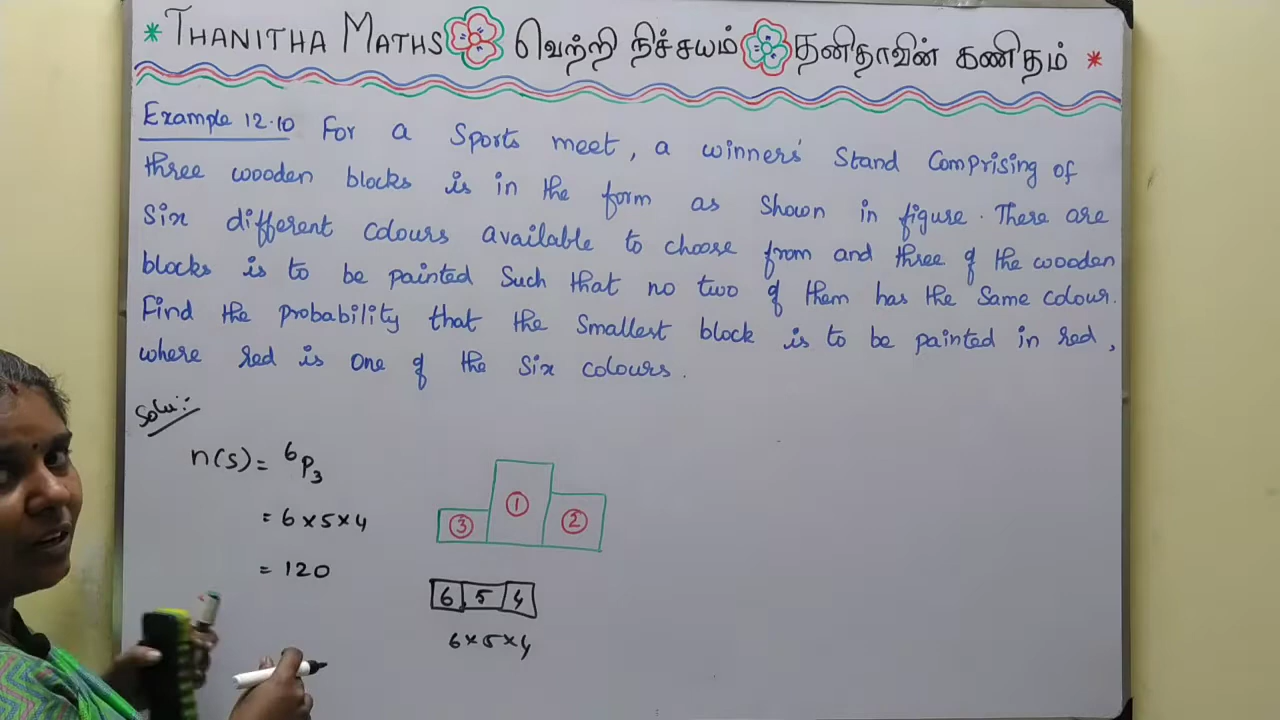 * THANITHA MATHS வெற்றி நிச்சயம் தனிதாவின் கணிதம் *
Example 12.10 For a Sports meet, a winners' Stand Comprising of
three wooden blocks is in the form as Shown in figure. There are
Six different colours available to choose from and three of the wooden
blocks is to be painted Such that no two of them has the Same colour.
Find the probability that the Smallest block is to be painted in red,
where red is one of the Six colours.
Solu:-
n(s) = 6P3
= 6×5×4
= 120
3 1 2
6 5 4
6×5×4